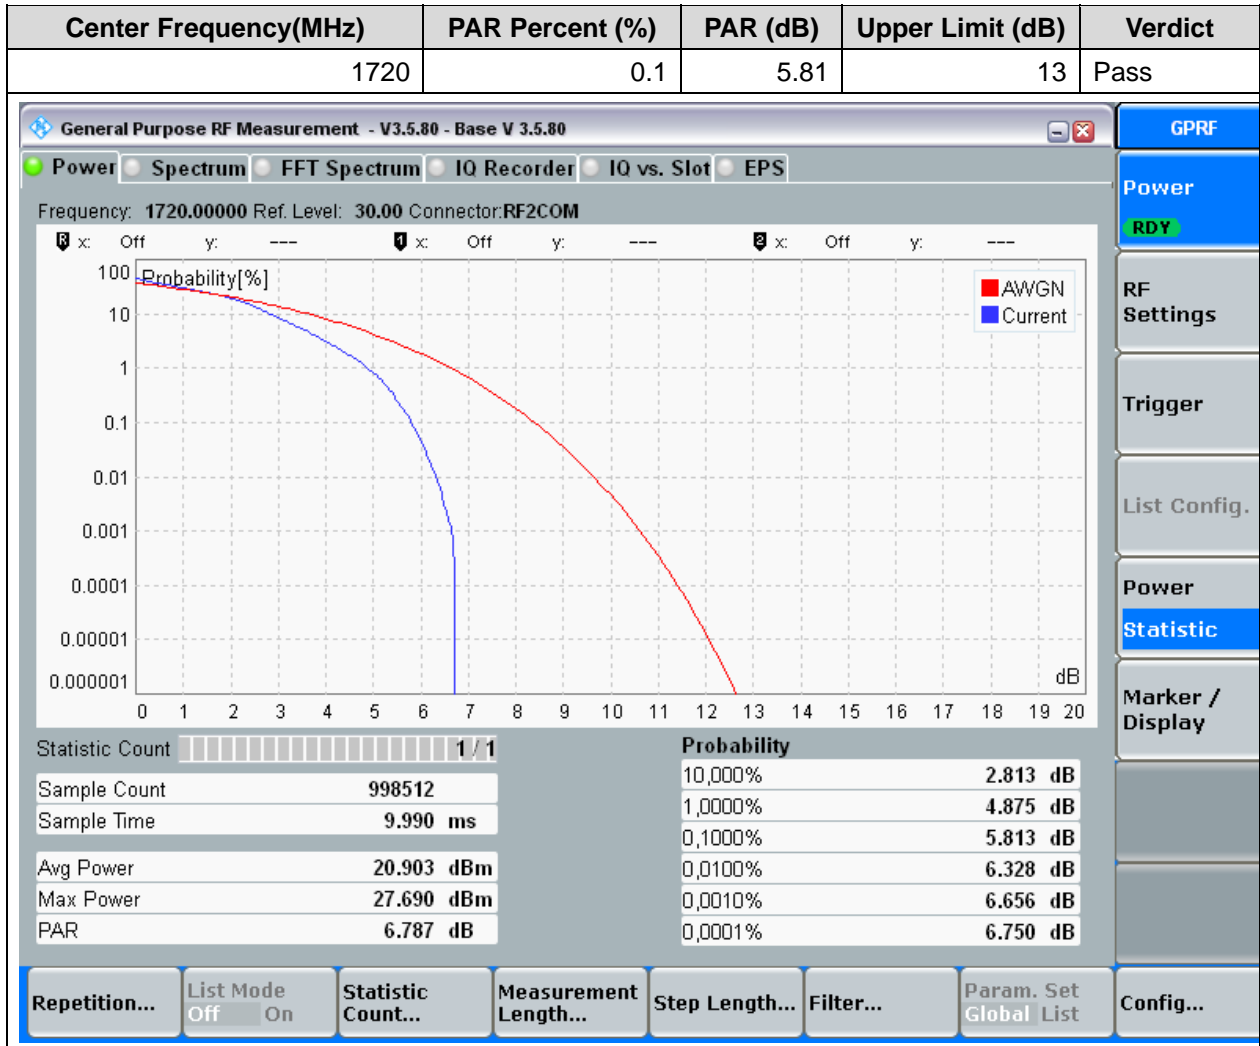 Center Frequency(MHz) PAR Percent (%) PAR (dB) Upper Limit (dB) Verdict
1720 0.1 5.81 13 Pass
General Purpose RF Measurement - V3.5.80 - Base V 3.5.80
GPRF
Power Spectrum FFT Spectrum IQ Recorder IQ vs. Slot EPS
Power
RDY
Frequency: 1720.00000 Ref. Level: 30.00 Connector:RF2COM
R x: Off y: --- 1 x: Off y: --- 2 x: Off y: ---
100 Probability[%]
AWGN
Current
RF
Settings
10
1
Trigger
0.1
0.01
List Config.
0.001
0.0001
Power
Statistic
0.00001
0.000001
dB
Marker /
Display
0 1 2 3 4 5 6 7 8 9 10 11 12 13 14 15 16 17 18 19 20
Statistic Count 1 / 1
Sample Count 998512
Sample Time 9.990 ms
Avg Power 20.903 dBm
Max Power 27.690 dBm
PAR 6.787 dB
Probability
10,000% 2.813 dB
1,0000% 4.875 dB
0,1000% 5.813 dB
0,0100% 6.328 dB
0,0010% 6.656 dB
0,0001% 6.750 dB
Repetition...
List Mode
Off On
Statistic
Count...
Measurement
Length...
Step Length...
Filter...
Param. Set
Global List
Config...